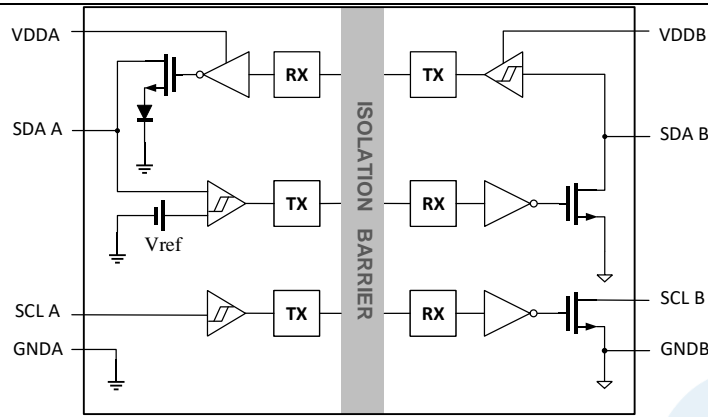 VDDA
VDDB
RX
TX
SDA A
SDA B
ISOLATION BARRIER
TX
RX
Vref
SCL A
TX
RX
SCL B
GNDA
GNDB